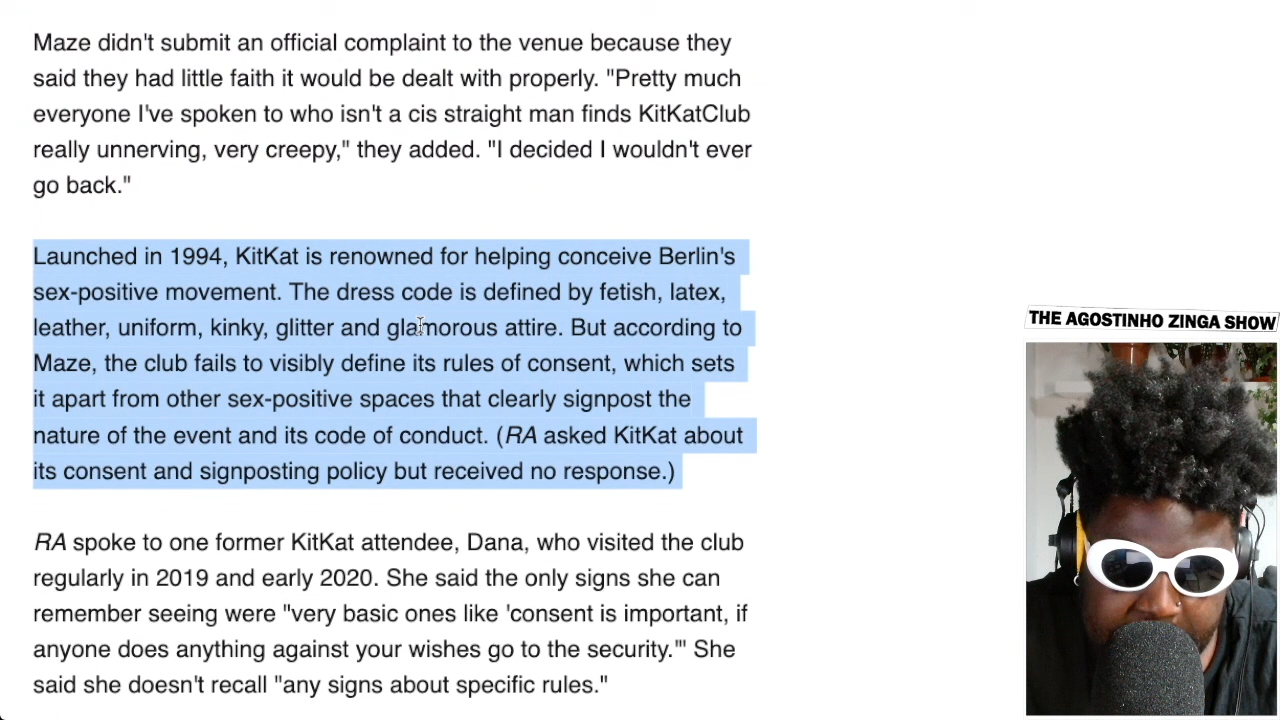 Maze didn't submit an official complaint to the venue because they
said they had little faith it would be dealt with properly. "Pretty much
everyone I've spoken to who isn't a cis straight man finds KitKatClub
really unnerving, very creepy," they added. "I decided I wouldn't ever
go back."
Launched in 1994, KitKat is renowned for helping conceive Berlin's
sex-positive movement. The dress code is defined by fetish, latex,
leather, uniform, kinky, glitter and glamorous attire. But according to
Maze, the club fails to visibly define its rules of consent, which sets
it apart from other sex-positive spaces that clearly signpost the
nature of the event and its code of conduct. (RA asked KitKat about
its consent and signposting policy but received no response.)
RA spoke to one former KitKat attendee, Dana, who visited the club
regularly in 2019 and early 2020. She said the only signs she can
remember seeing were "very basic ones like 'consent is important, if
anyone does anything against your wishes go to the security.'" She
said she doesn't recall "any signs about specific rules."
THE AGOSTINHO ZINGA SHOW